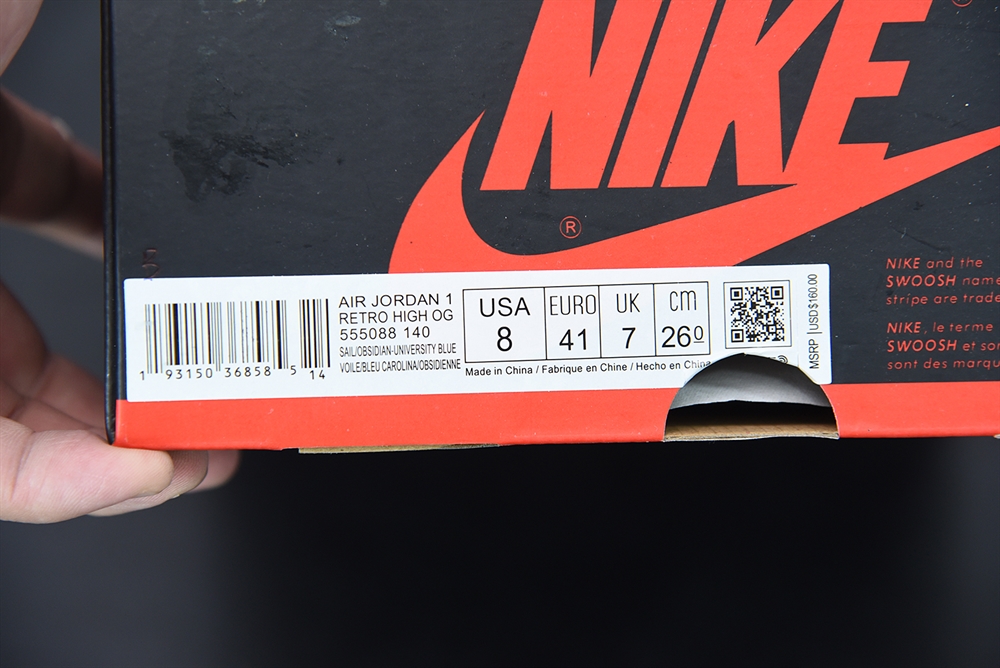 NIKE
®
NIKE and the
SWOOSH name
stripe are trade
NIKE, le terme
SWOOSH et son
sont des marqu
AIR JORDAN 1
RETRO HIGH OG
555088 140
SAIL/OBSIDIAN-UNIVERSITY BLUE
VOILE/BLEU CAROLINA/OBSIDIENNE
1 93150 36858 5 14
USA EURO UK cm
8 41 7 26.0
Made in China / Fabriqué en Chine / Hecho en China
MSRP USD$160.00